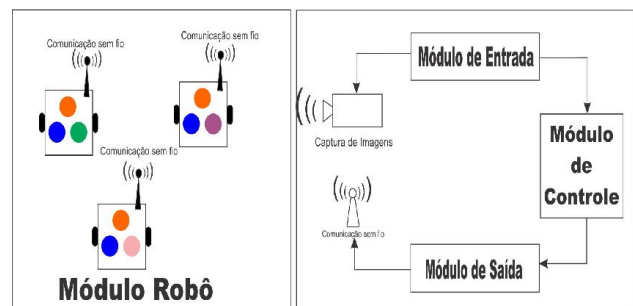 Comunicação sem fio
Comunicação sem fio
Comunicação sem fio
Módulo Robô
Módulo de Entrada
Captura de Imagens
Módulo
de
Controle
Comunicação sem fio
Módulo de Saída